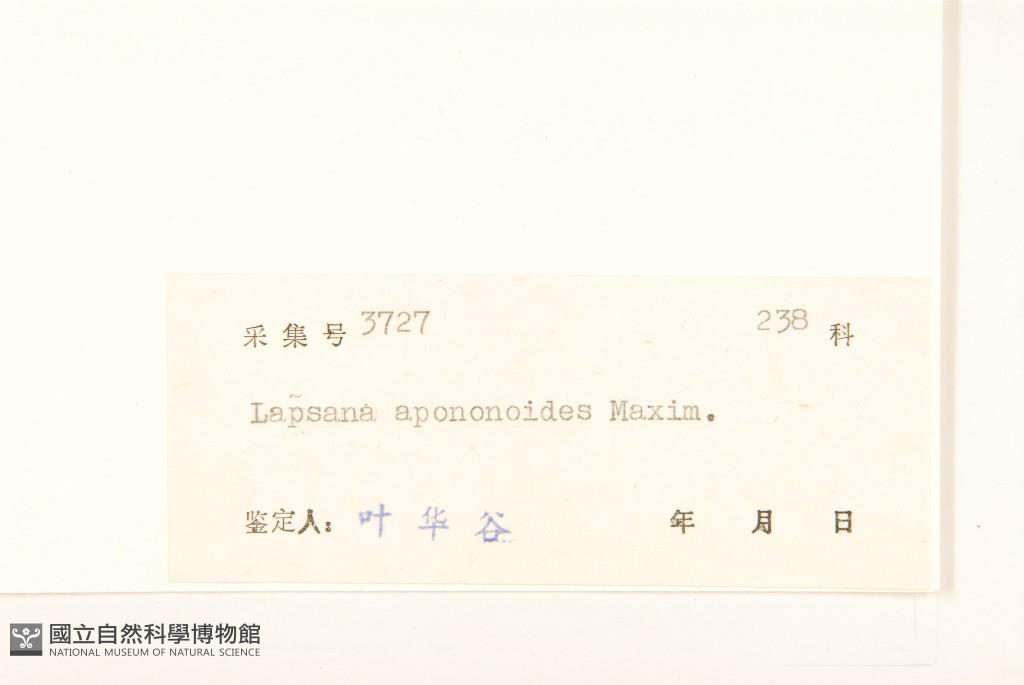 采集号 3727 238 科
Lapsana apononoides Maxim.
鉴定人: 叶华谷 年 月 日
國立自然科學博物館
NATIONAL MUSEUM OF NATURAL SCIENCE